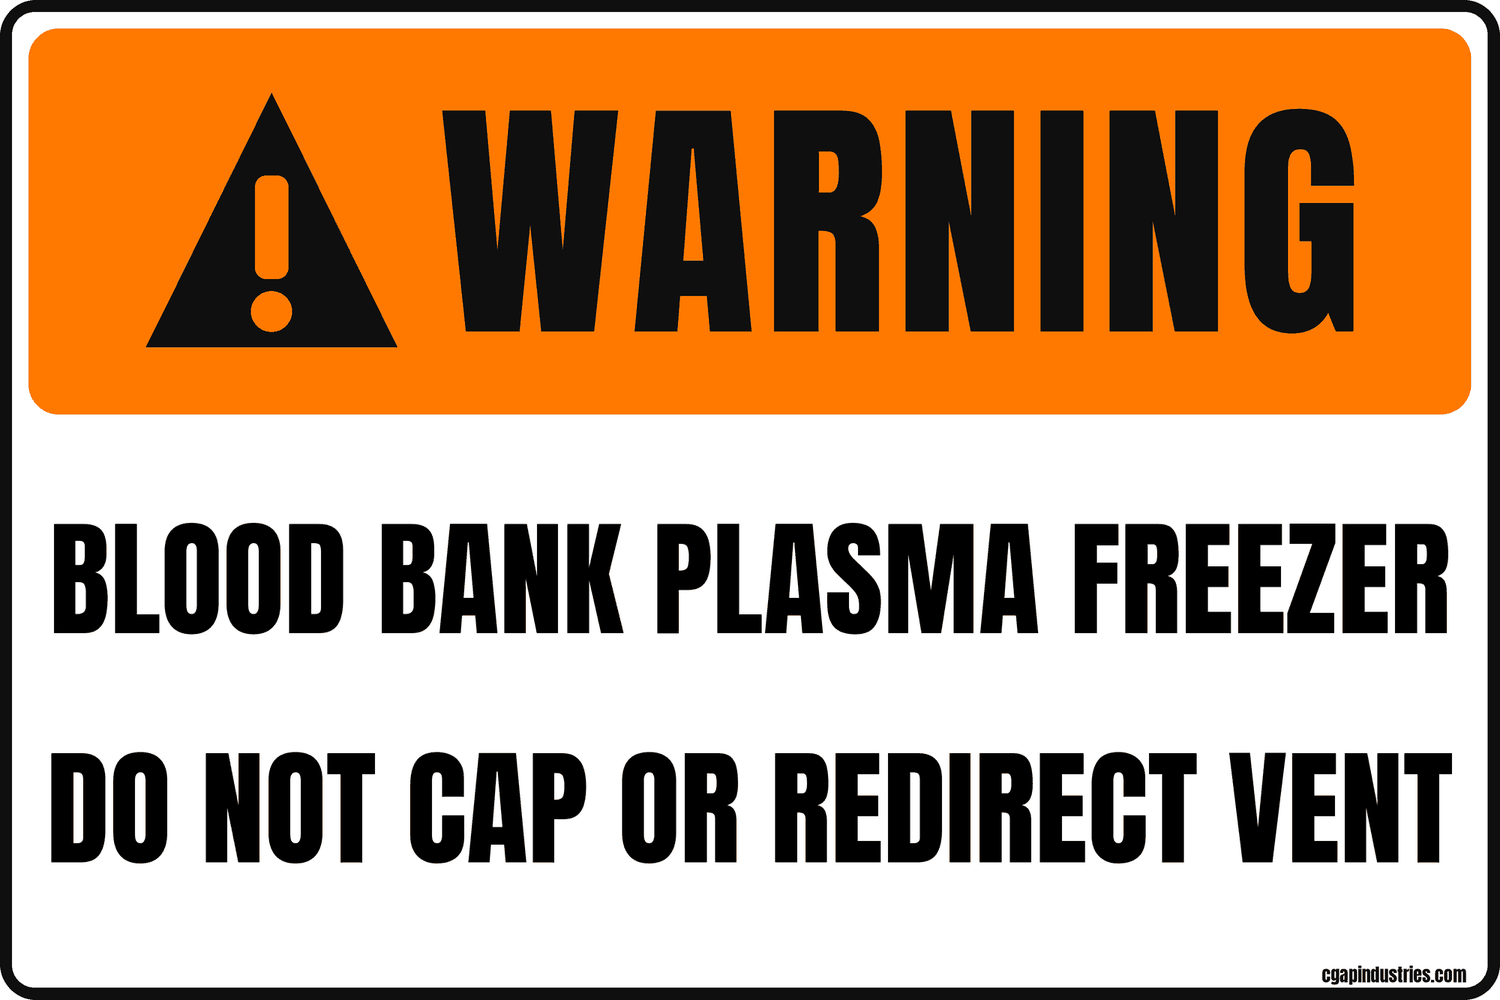 WARNING
BLOOD BANK PLASMA FREEZER
DO NOT CAP OR REDIRECT VENT
cgapindustries.com